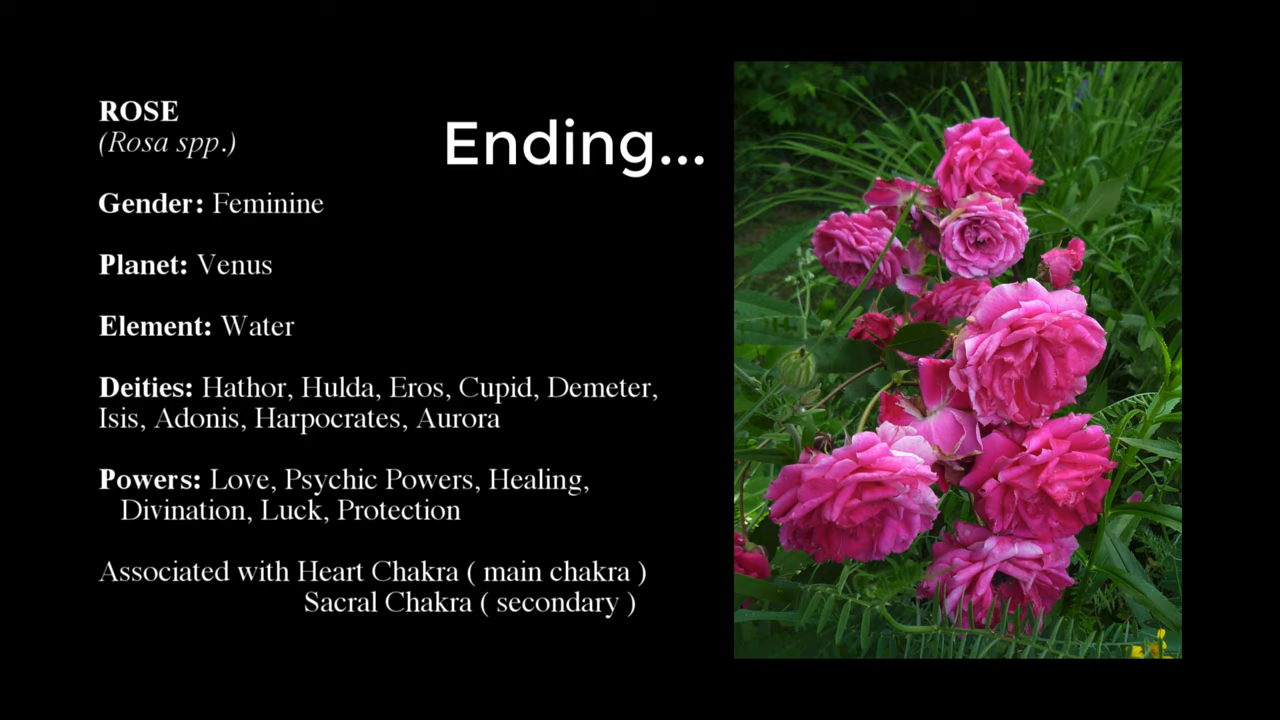 ROSE
(Rosa spp.)
Ending...
Gender: Feminine
Planet: Venus
Element: Water
Deities: Hathor, Hulda, Eros, Cupid, Demeter,
Isis, Adonis, Harpocrates, Aurora
Powers: Love, Psychic Powers, Healing,
Divination, Luck, Protection
Associated with Heart Chakra ( main chakra )
Sacral Chakra ( secondary )